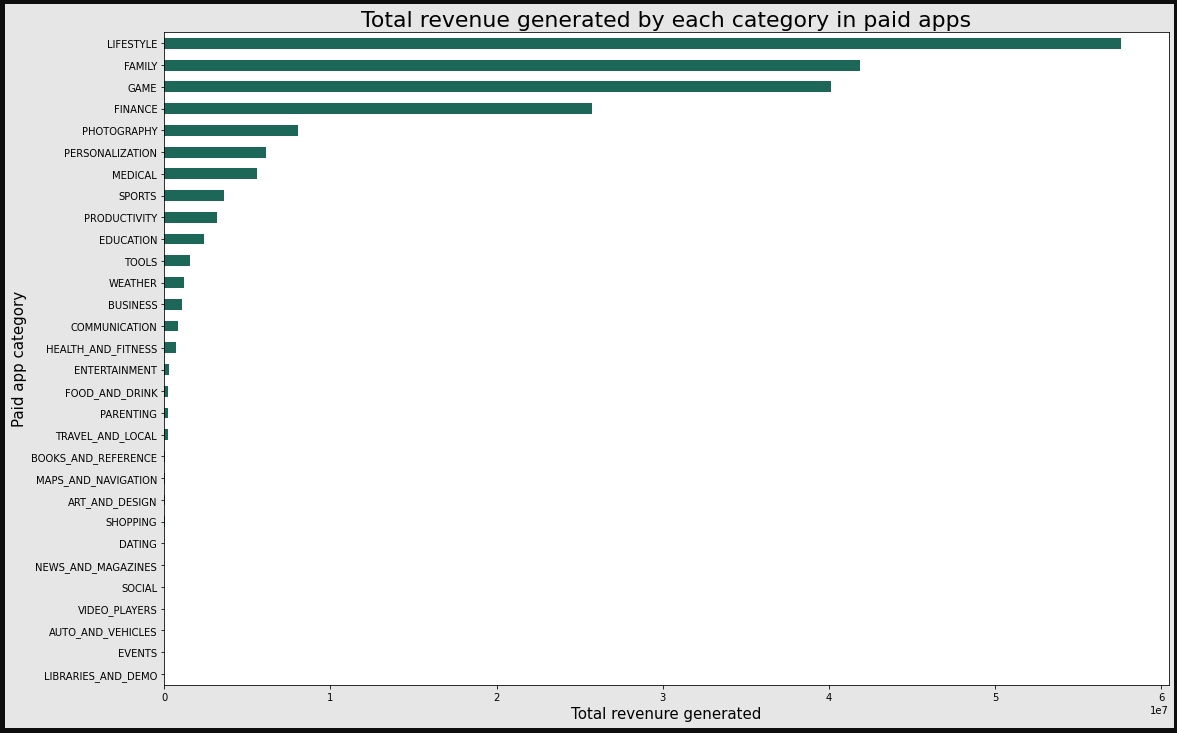 Total revenue generated by each category in paid apps
Paid app category
LIFESTYLE
FAMILY
GAME
FINANCE
PHOTOGRAPHY
PERSONALIZATION
MEDICAL
SPORTS
PRODUCTIVITY
EDUCATION
TOOLS
WEATHER
BUSINESS
COMMUNICATION
HEALTH_AND_FITNESS
ENTERTAINMENT
FOOD_AND_DRINK
PARENTING
TRAVEL_AND_LOCAL
BOOKS_AND_REFERENCE
MAPS_AND_NAVIGATION
ART_AND_DESIGN
SHOPPING
DATING
NEWS_AND_MAGAZINES
SOCIAL
VIDEO_PLAYERS
AUTO_AND_VEHICLES
EVENTS
LIBRARIES_AND_DEMO
0 1 2 3 4 5 6
1e7
Total revenure generated